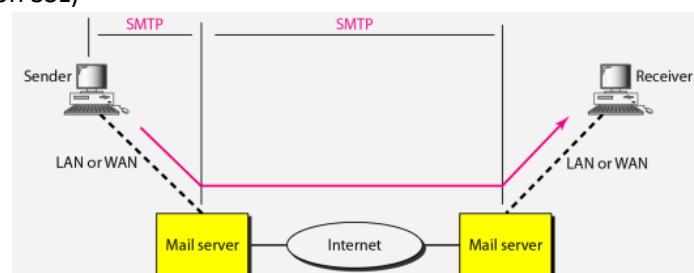 SMTP
SMTP
Sender
Receiver
LAN or WAN
LAN or WAN
Mail server
Internet
Mail server